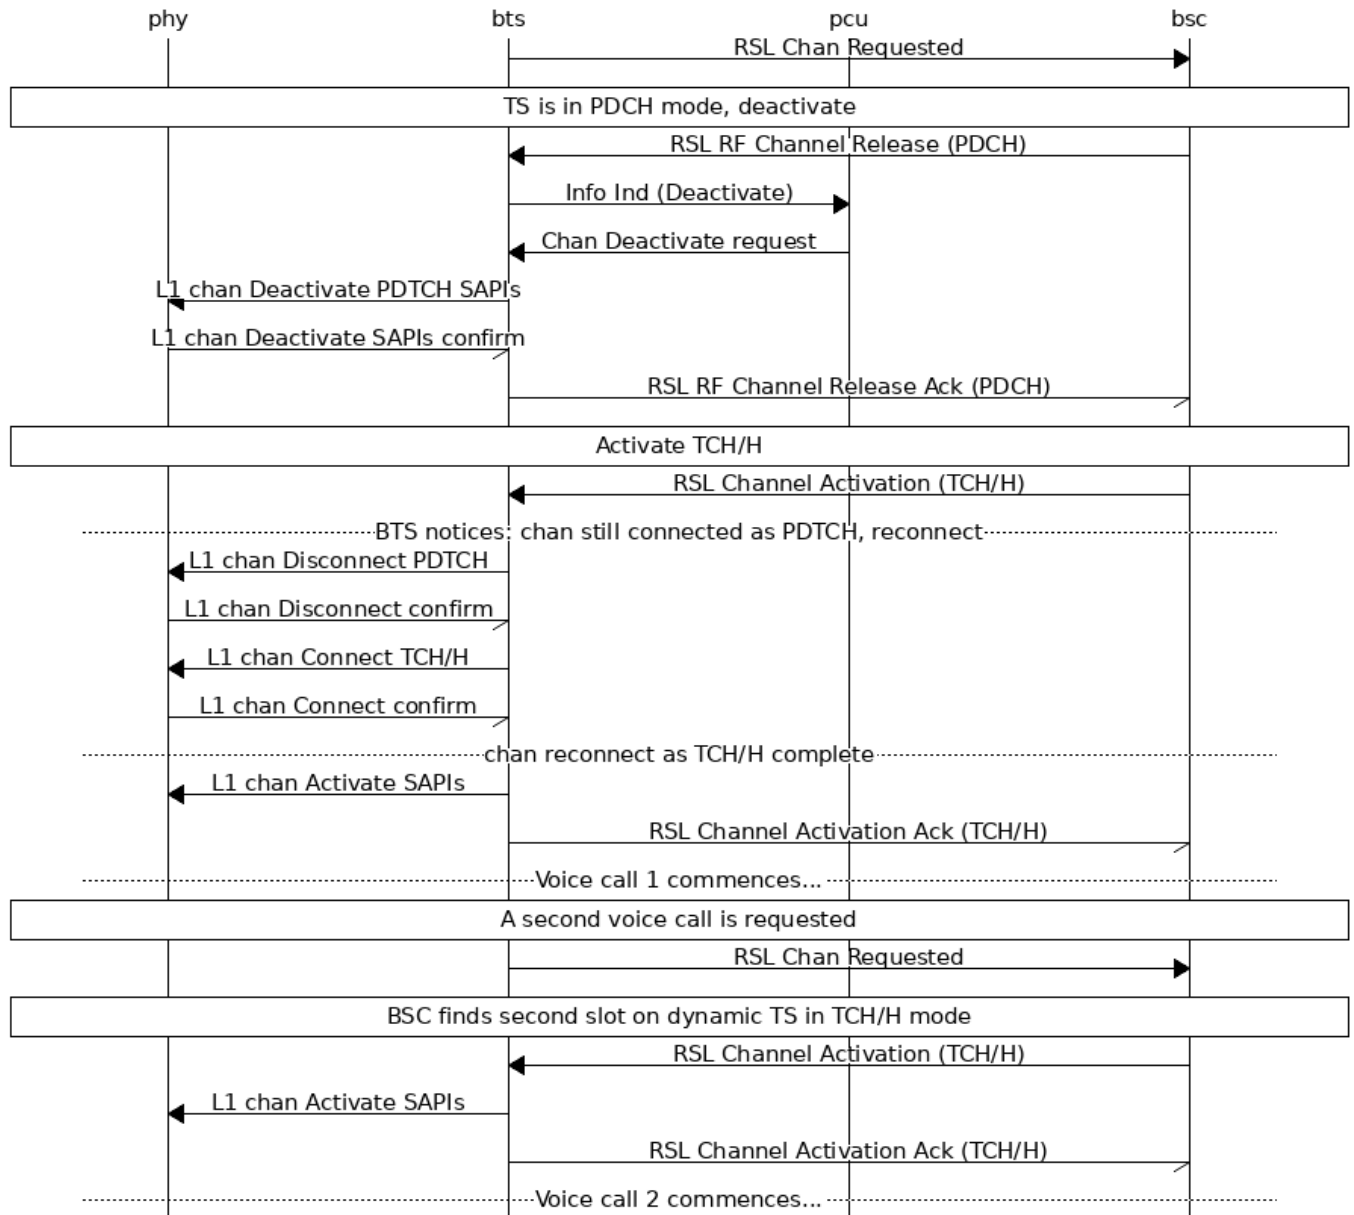 phy bts pcu bsc
RSL Chan Requested
TS is in PDCH mode, deactivate
RSL RF Channel Release (PDCH)
Info Ind (Deactivate)
Chan Deactivate request
L1 chan Deactivate PDTCH SAPIs
L1 chan Deactivate SAPIs confirm
RSL RF Channel Release Ack (PDCH)
Activate TCH/H
RSL Channel Activation (TCH/H)
BTS notices: chan still connected as PDTCH, reconnect
L1 chan Disconnect PDTCH
L1 chan Disconnect confirm
L1 chan Connect TCH/H
L1 chan Connect confirm
chan reconnect as TCH/H complete
L1 chan Activate SAPIs
RSL Channel Activation Ack (TCH/H)
Voice call 1 commences...
A second voice call is requested
RSL Chan Requested
BSC finds second slot on dynamic TS in TCH/H mode
RSL Channel Activation (TCH/H)
L1 chan Activate SAPIs
RSL Channel Activation Ack (TCH/H)
Voice call 2 commences...